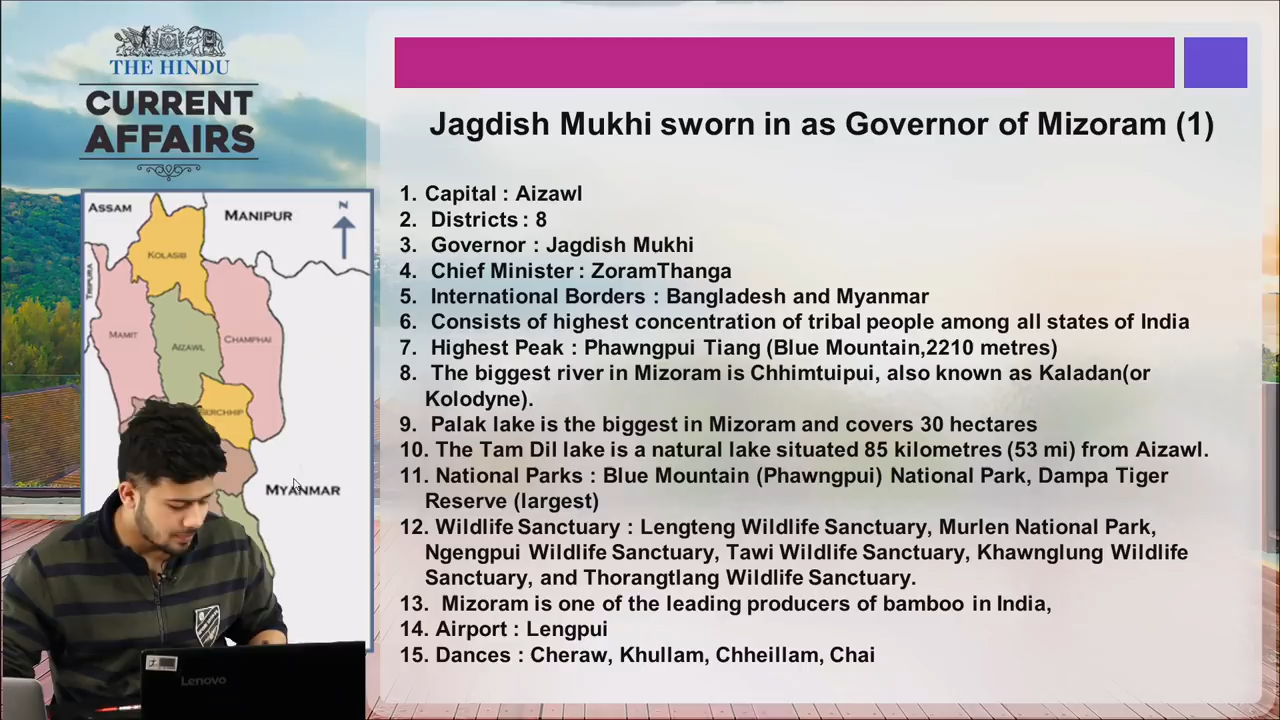 THE HINDU
CURRENT
AFFAIRS
Jagdish Mukhi sworn in as Governor of Mizoram (1)
1. Capital : Aizawl
2. Districts : 8
3. Governor : Jagdish Mukhi
4. Chief Minister : ZoramThanga
5. International Borders : Bangladesh and Myanmar
6. Consists of highest concentration of tribal people among all states of India
7. Highest Peak : Phawngpui Tiang (Blue Mountain,2210 metres)
8. The biggest river in Mizoram is Chhimtuipui, also known as Kaladan(or
Kolodyne).
9. Palak lake is the biggest in Mizoram and covers 30 hectares
10. The Tam Dil lake is a natural lake situated 85 kilometres (53 mi) from Aizawl.
11. National Parks : Blue Mountain (Phawngpui) National Park, Dampa Tiger
Reserve (largest)
12. Wildlife Sanctuary : Lengteng Wildlife Sanctuary, Murlen National Park,
Ngengpui Wildlife Sanctuary, Tawi Wildlife Sanctuary, Khawnglung Wildlife
Sanctuary, and Thorangtlang Wildlife Sanctuary.
13. Mizoram is one of the leading producers of bamboo in India,
14. Airport : Lengpui
15. Dances : Cheraw, Khullam, Chheillam, Chai
ASSAM
MANIPUR
N
KOLASIB
TRIPURA
MAMIT
AIZAWL
CHAMPHAI
MYANMAR
Lenovo